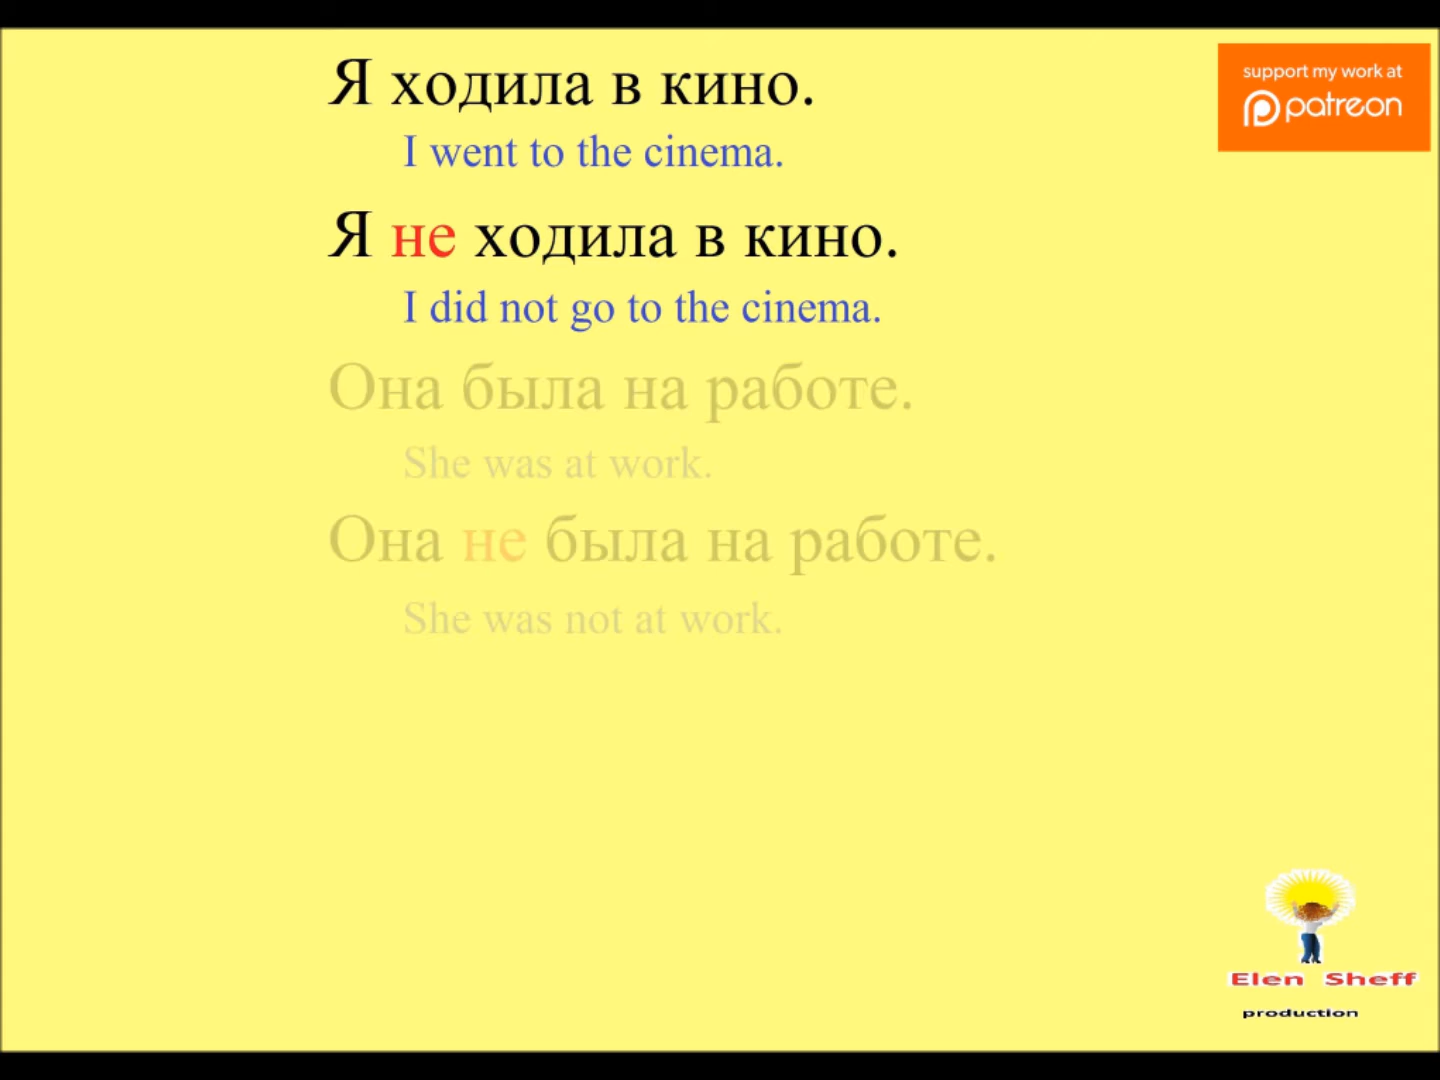 Я ходила в кино.
I went to the cinema.
Я не ходила в кино.
I did not go to the cinema.
Она была на работе.
She was at work.
Она не была на работе.
She was not at work.
support my work at
patreon
Elen Sheff
production